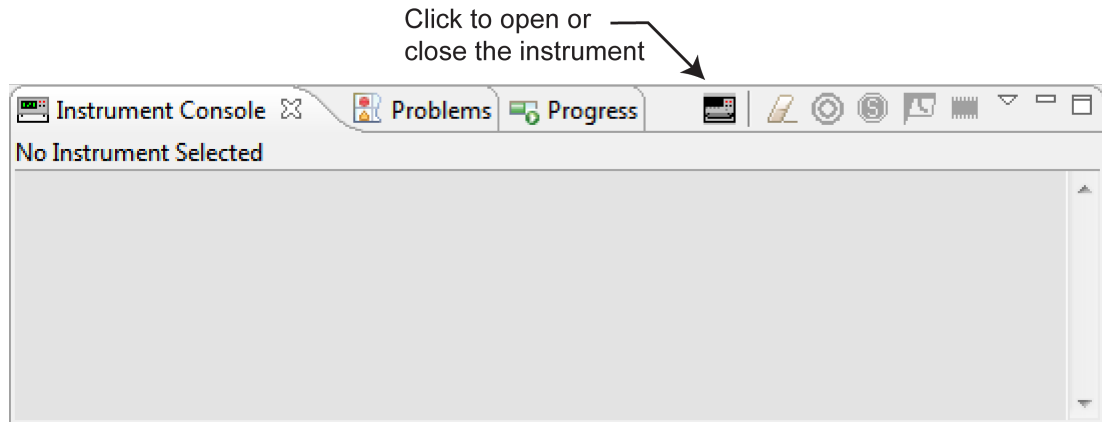 Click to open or
close the instrument
Instrument Console
Problems
Progress
No Instrument Selected